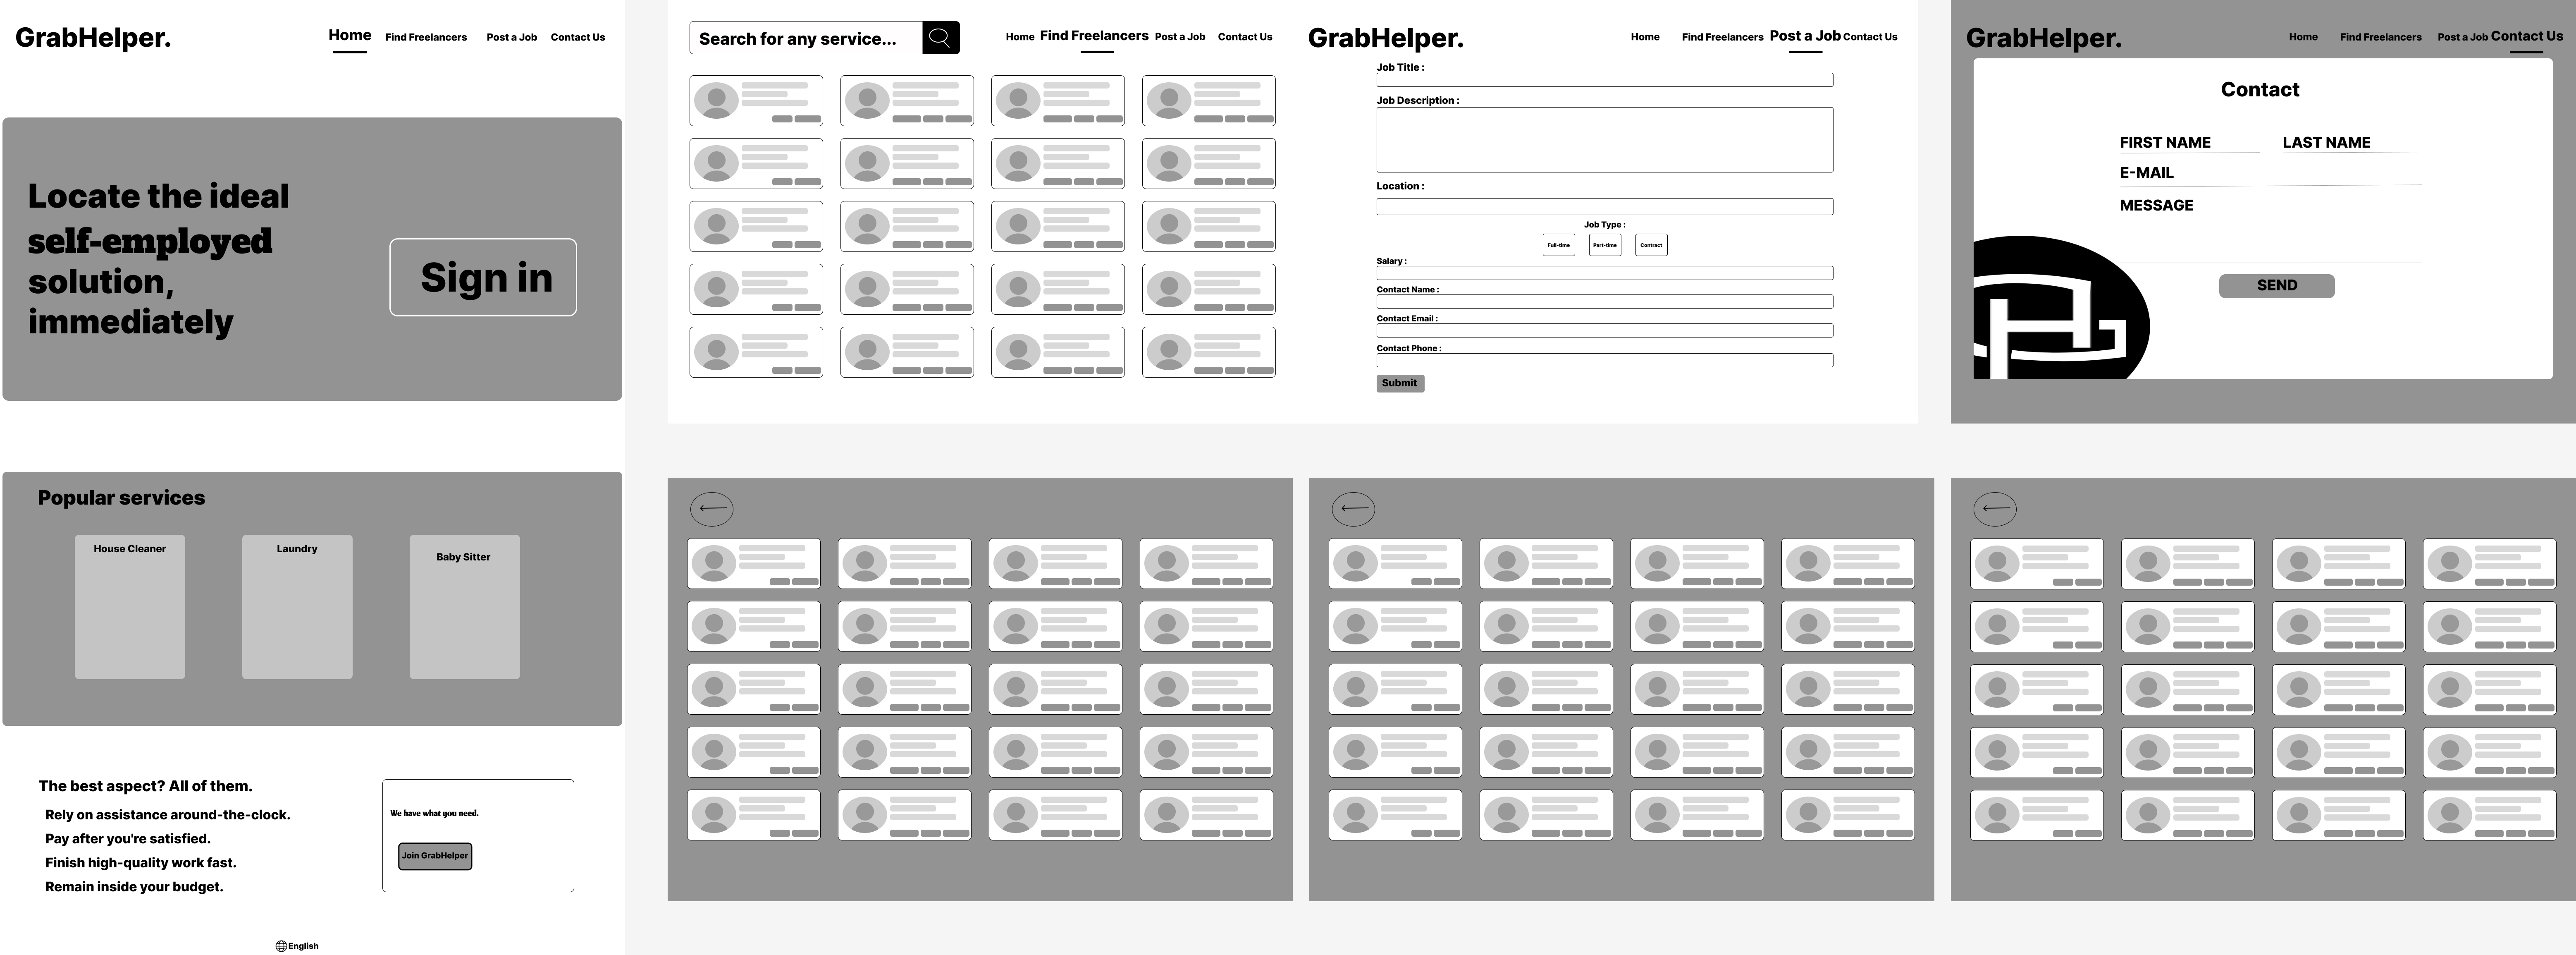 GrabHelper.
Home Find Freelancers Post a Job Contact Us
Locate the ideal
self-employed
solution,
immediately
Sign in
Popular services
House Cleaner
Laundry
Baby Sitter
The best aspect? All of them.
Rely on assistance around-the-clock.
Pay after you're satisfied.
Finish high-quality work fast.
Remain inside your budget.
We have what you need.
Join GrabHelper
English
Search for any service...
Home Find Freelancers Post a Job Contact Us
GrabHelper.
Home Find Freelancers Post a Job Contact Us
Job Title :
Job Description :
Location :
Job Type :
Full-time Part-time Contract
Salary :
Contact Name :
Contact Email :
Contact Phone :
Submit
GrabHelper.
Home Find Freelancers Post a Job Contact Us
Contact
FIRST NAME LAST NAME
E-MAIL
MESSAGE
SEND